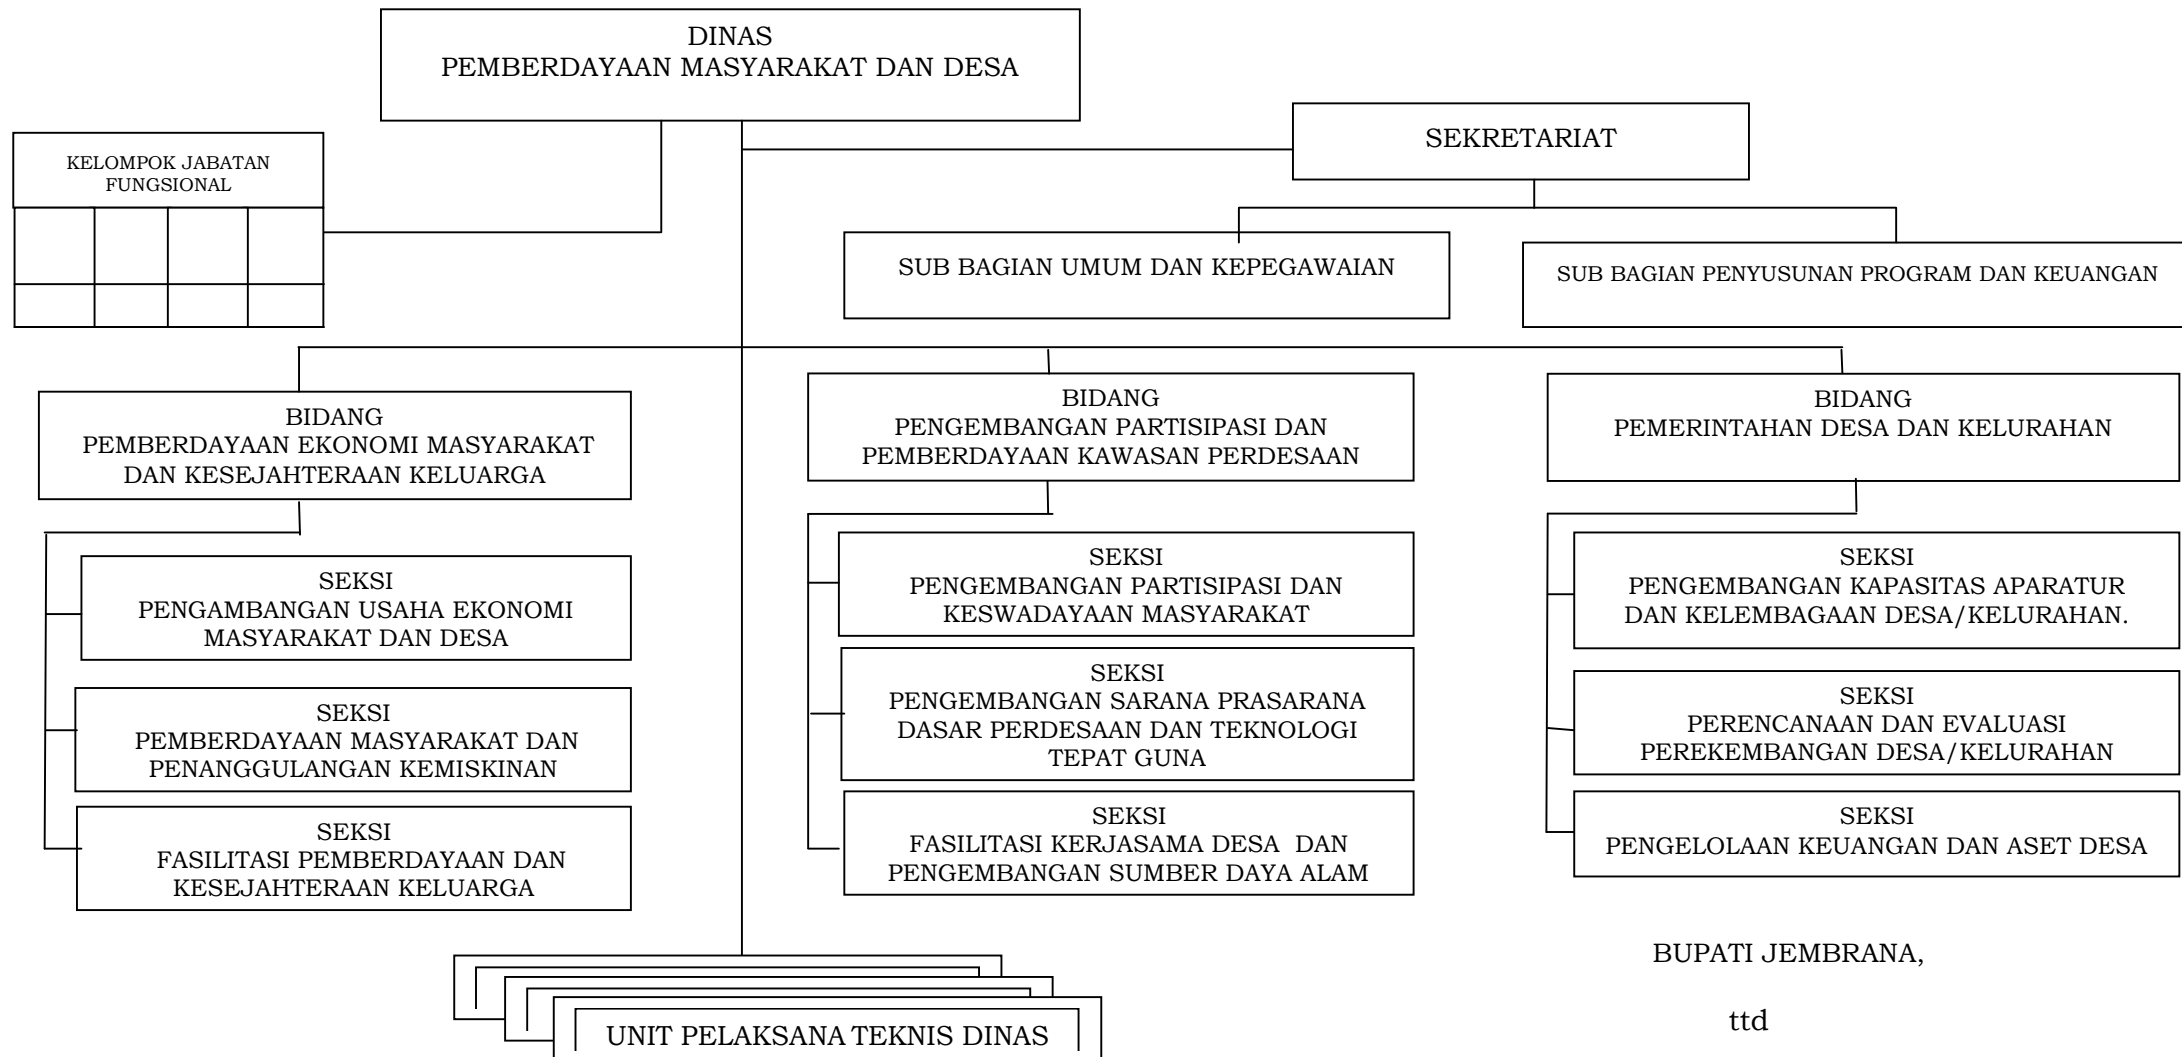 DINAS
PEMBERDAYAAN MASYARAKAT DAN DESA
SEKRETARIAT
KELOMPOK JABATAN
FUNGSIONAL
SUB BAGIAN UMUM DAN KEPEGAWAIAN
SUB BAGIAN PENYUSUNAN PROGRAM DAN KEUANGAN
BIDANG
PEMBERDAYAAN EKONOMI MASYARAKAT
DAN KESEJAHTERAAN KELUARGA
SEKSI
PENGAMBANGAN USAHA EKONOMI
MASYARAKAT DAN DESA
SEKSI
PEMBERDAYAAN MASYARAKAT DAN
PENANGGULANGAN KEMISKINAN
SEKSI
FASILITASI PEMBERDAYAAN DAN
KESEJAHTERAAN KELUARGA
BIDANG
PENGEMBANGAN PARTISIPASI DAN
PEMBERDAYAAN KAWASAN PERDESAAN
SEKSI
PENGEMBANGAN PARTISIPASI DAN
KESWADAYAAN MASYARAKAT
SEKSI
PENGEMBANGAN SARANA PRASARANA
DASAR PERDESAAN DAN TEKNOLOGI
TEPAT GUNA
SEKSI
FASILITASI KERJASAMA DESA DAN
PENGEMBANGAN SUMBER DAYA ALAM
BIDANG
PEMERINTAHAN DESA DAN KELURAHAN
SEKSI
PENGEMBANGAN KAPASITAS APARATUR
DAN KELEMBAGAAN DESA/KELURAHAN.
SEKSI
PERENCANAAN DAN EVALUASI
PEREKEMBANGAN DESA/KELURAHAN
SEKSI
PENGELOLAAN KEUANGAN DAN ASET DESA
UNIT PELAKSANA TEKNIS DINAS
BUPATI JEMBRANA,
ttd